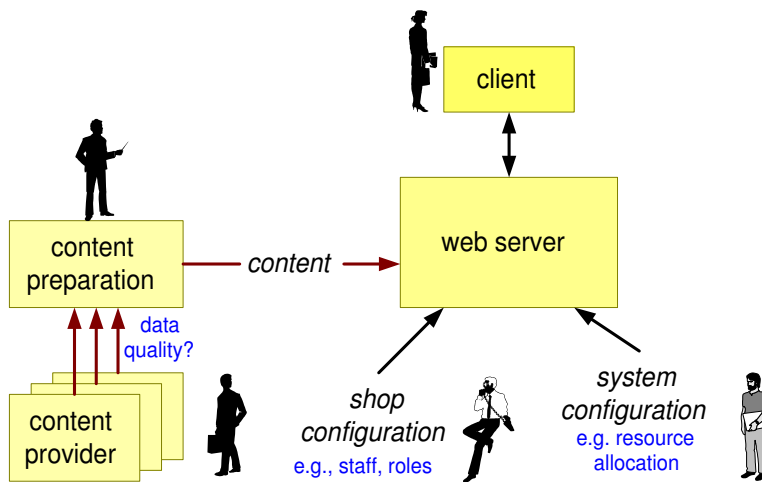 client
content
preparation
content
web server
data
quality?
content
provider
shop
configuration
e.g., staff, roles
system
configuration
e.g. resource
allocation